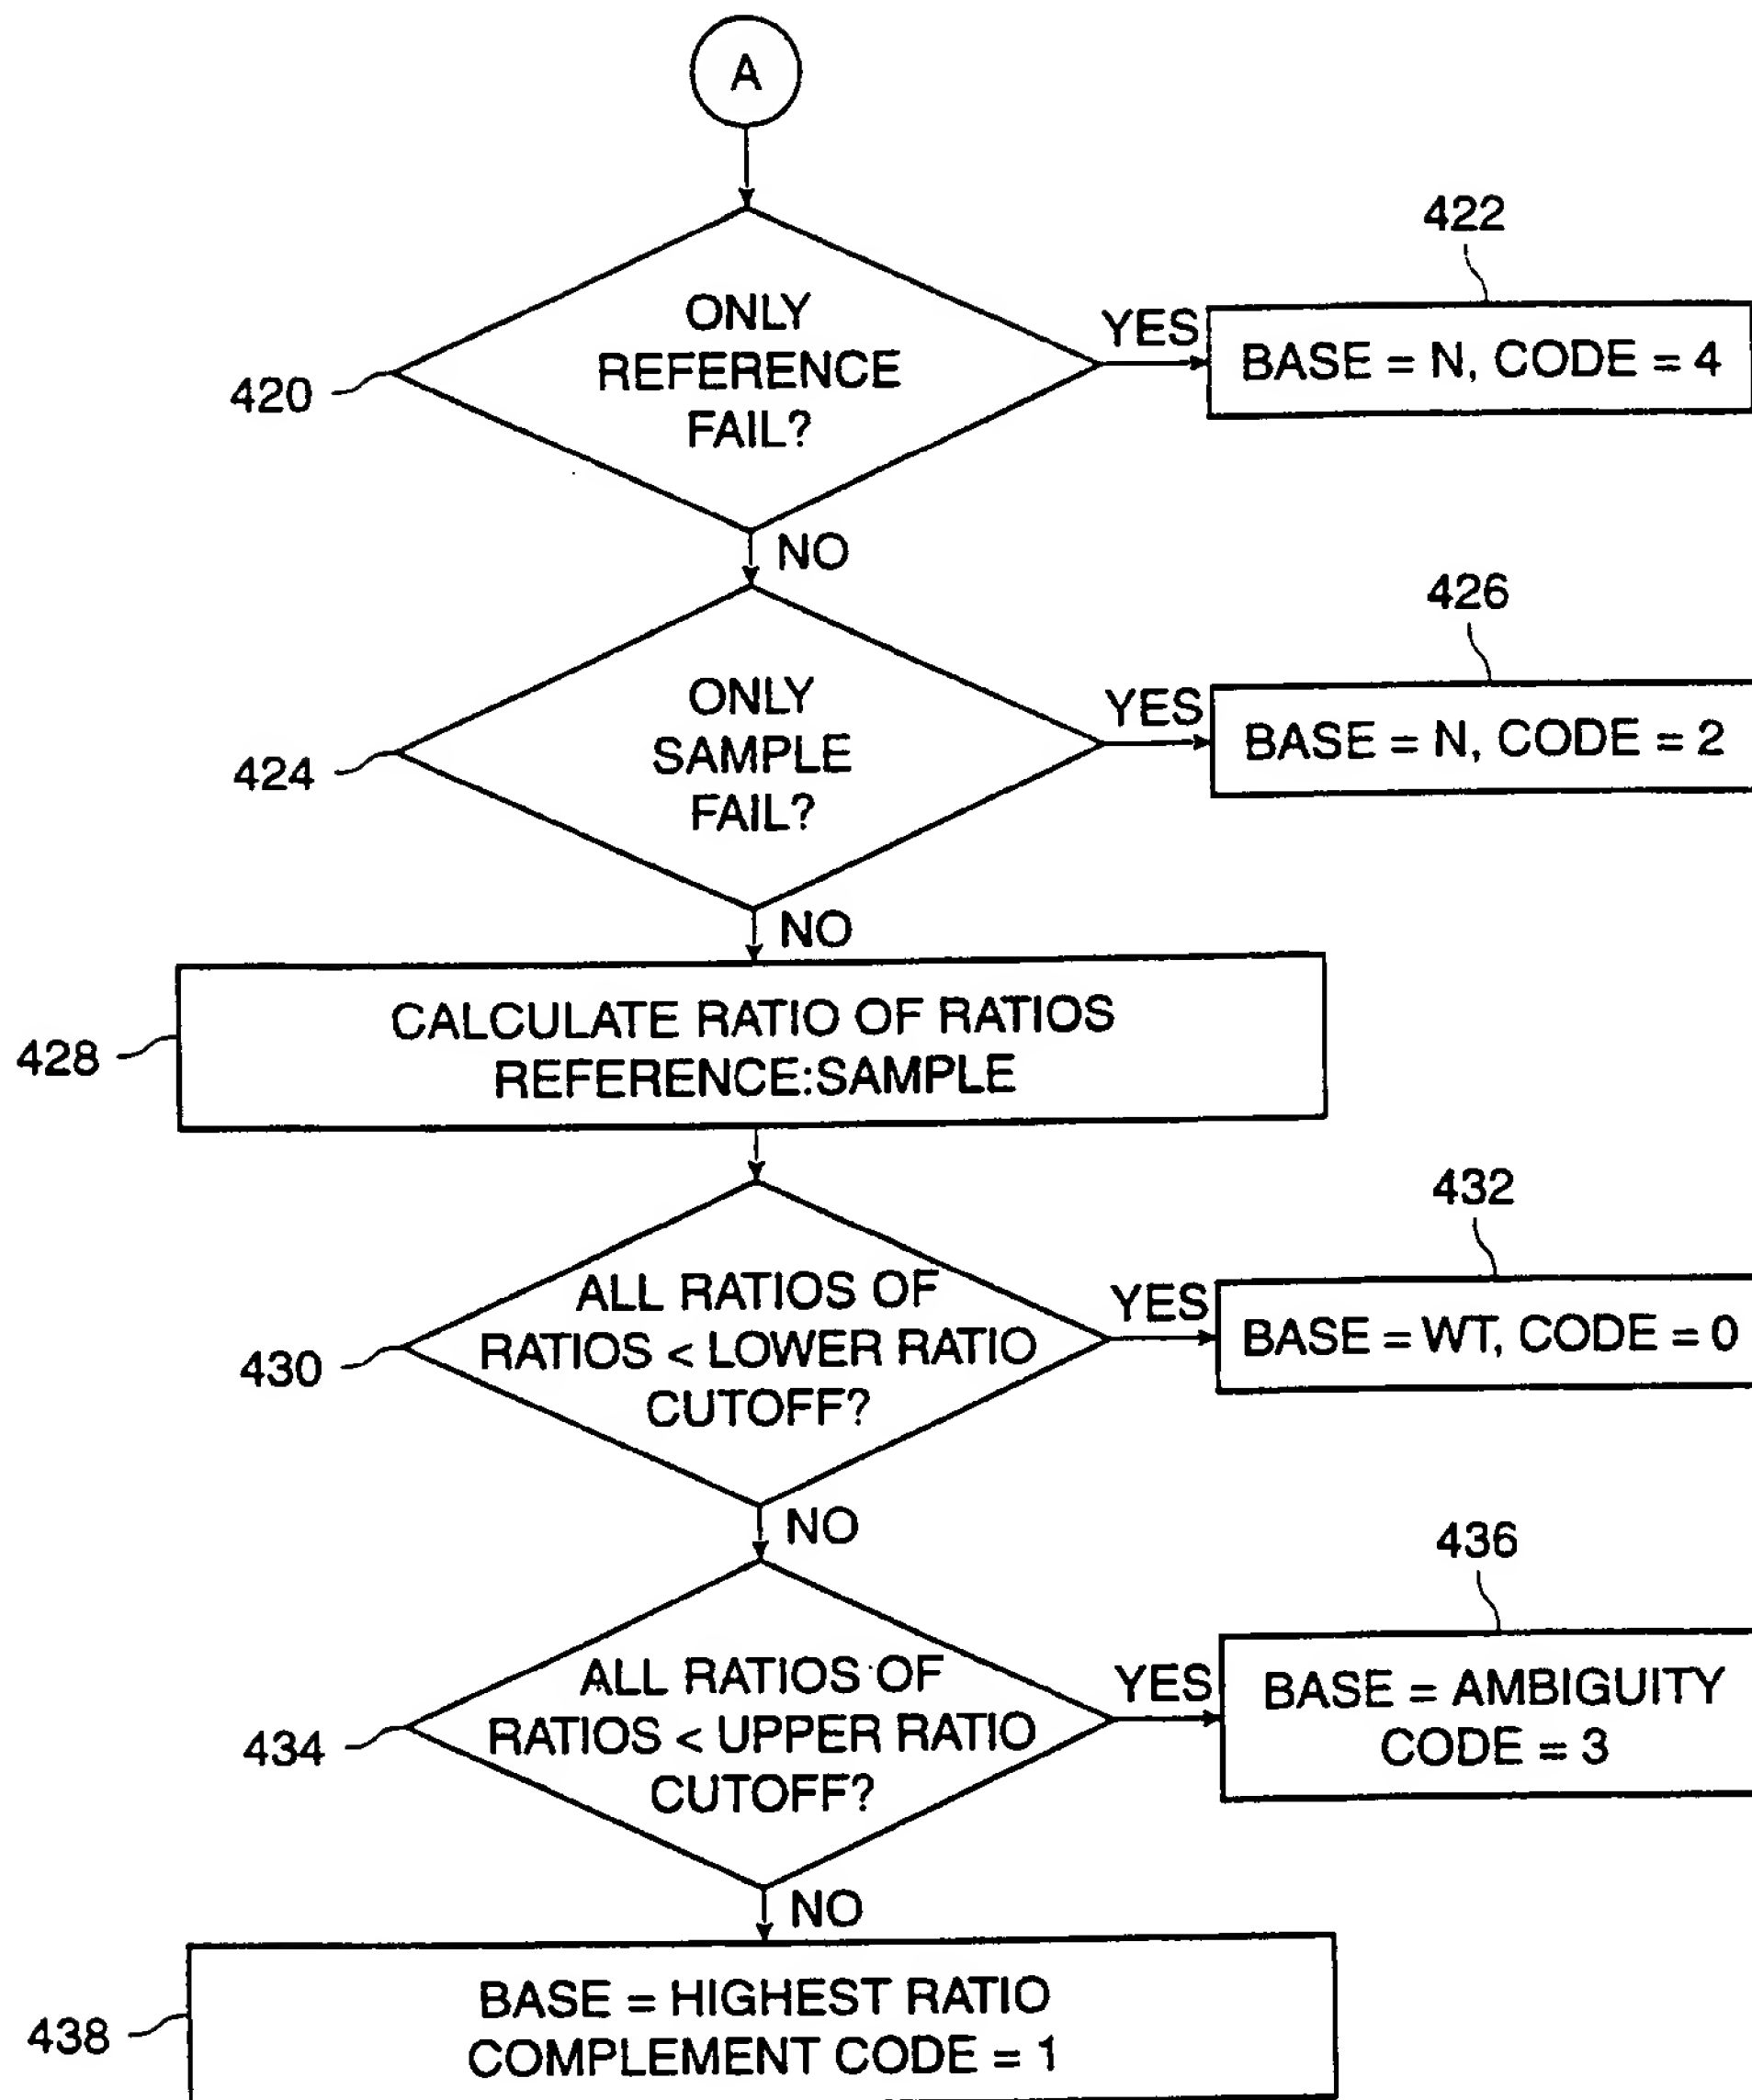 A
422
ONLY
REFERENCE
FAIL?
YES
BASE = N, CODE = 4
420
NO
426
ONLY
SAMPLE
FAIL?
YES
BASE = N, CODE = 2
424
NO
CALCULATE RATIO OF RATIOS
REFERENCE:SAMPLE
428
432
ALL RATIOS OF
RATIOS < LOWER RATIO
CUTOFF?
YES
BASE = WT, CODE = 0
430
NO
436
ALL RATIOS OF
RATIOS < UPPER RATIO
CUTOFF?
YES
BASE = AMBIGUITY
CODE = 3
434
NO
BASE = HIGHEST RATIO
COMPLEMENT CODE = 1
438